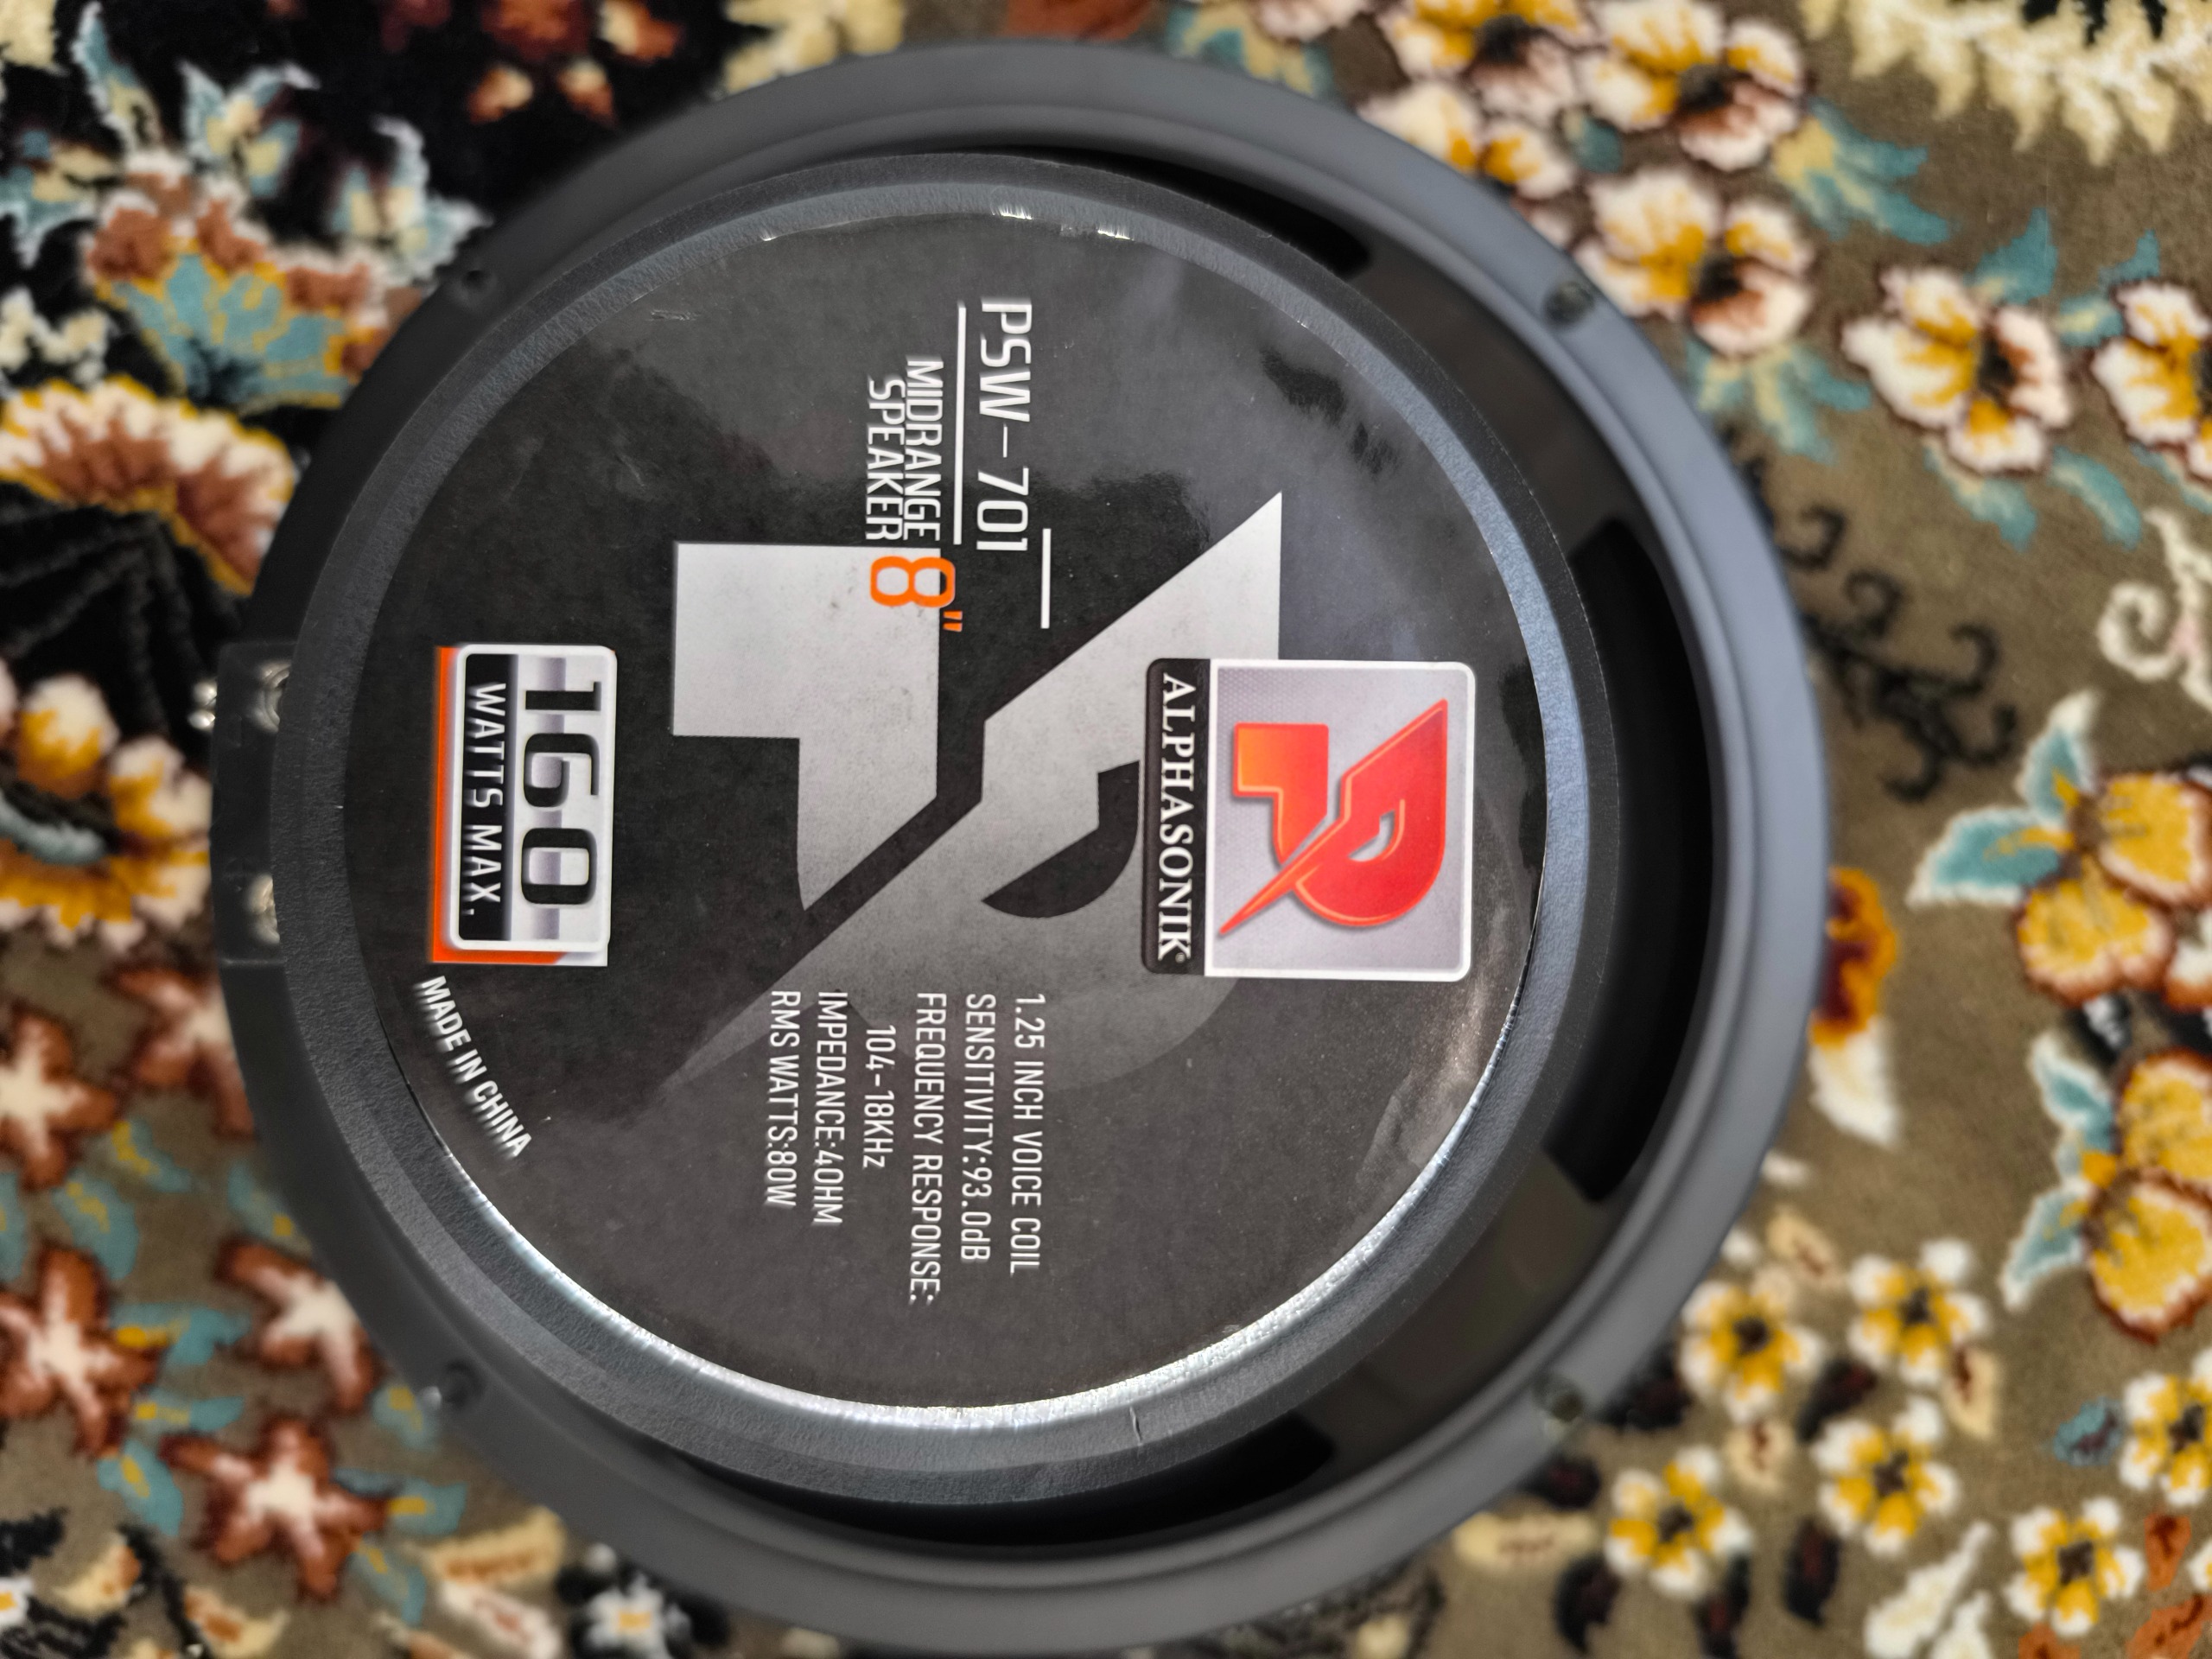 ALPHASONIK®
PSW-701
MIDRANGE
SPEAKER
8"
1.25 INCH VOICE COIL
SENSITIVITY:93.0dB
FREQUENCY RESPONSE:
104-18KHz
IMPEDANCE:4OHM
RMS WATTS:80W
160
WATTS MAX.
MADE IN CHINA